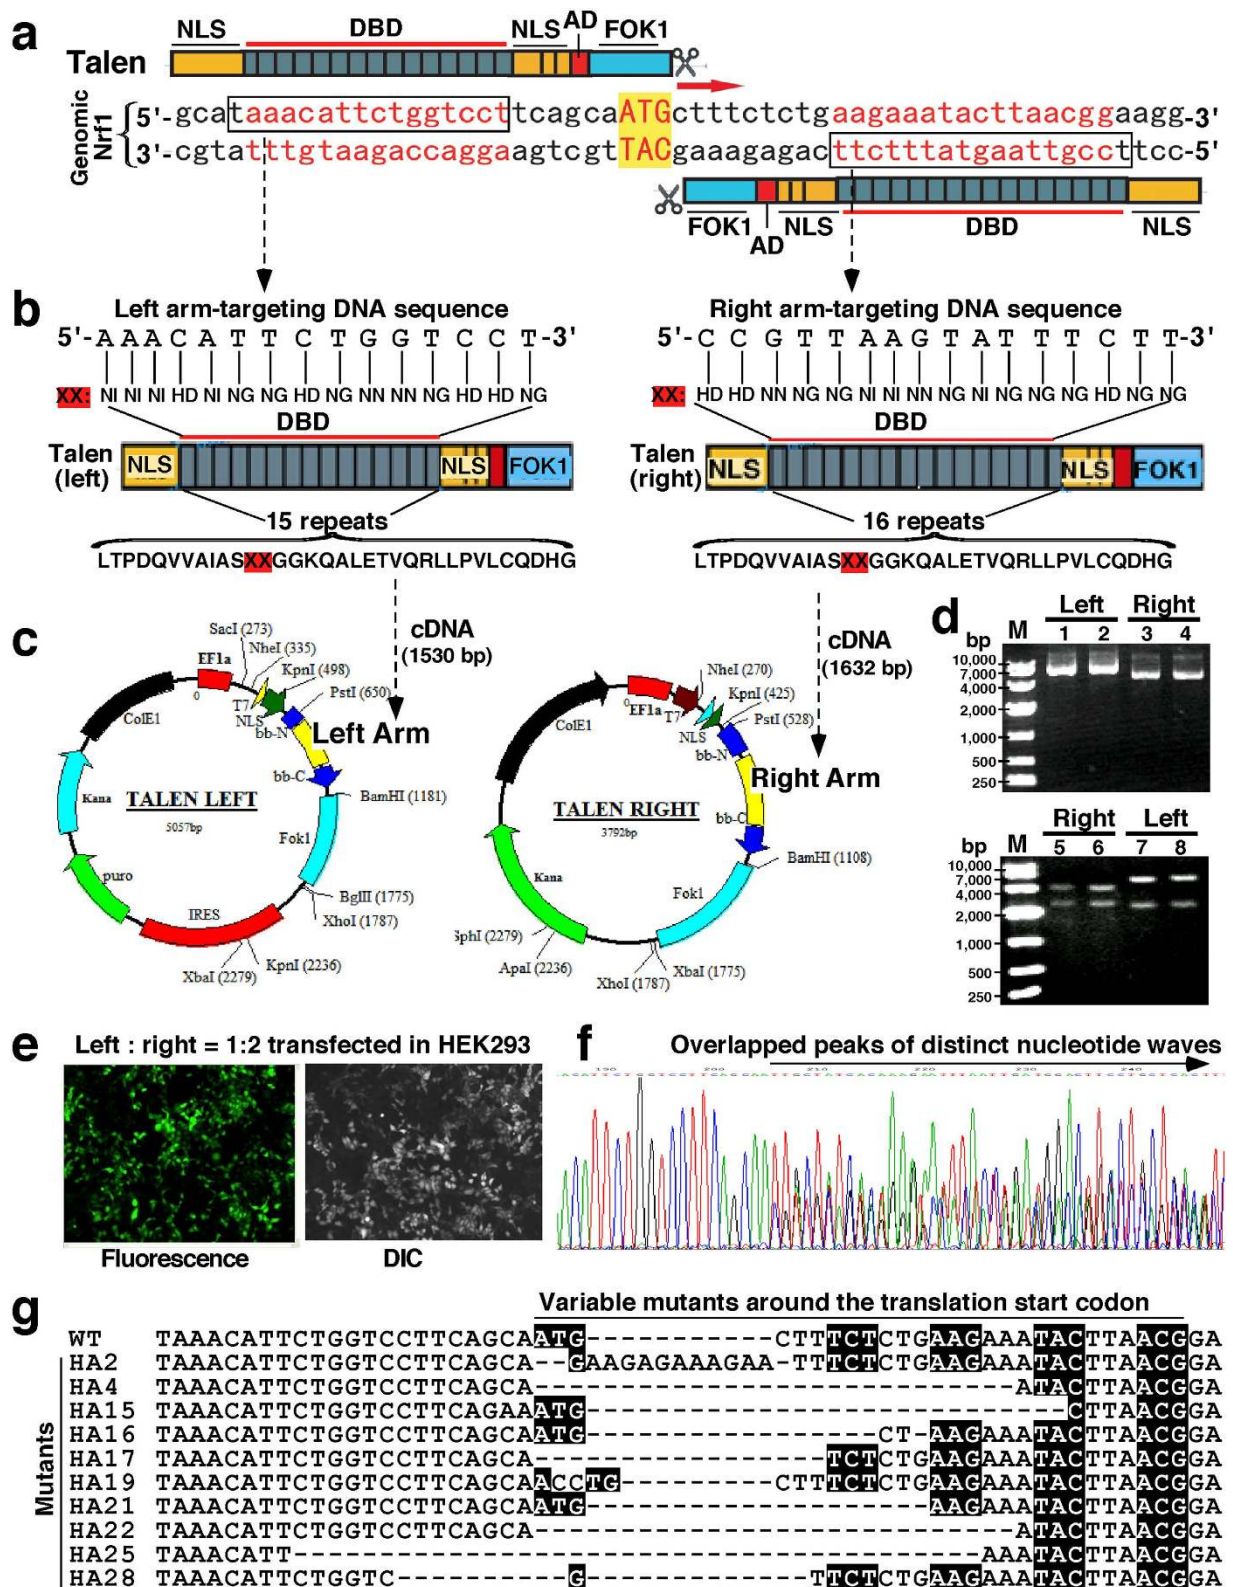 a
NLS DBD NLS AD FOK1
Talen
Genomic Nrf1
5'-gcataaacattctggtccttcagcaATGctttctctgaagaaatacttaacggaagg-3'
3'-cgtatttgtaagaccaggaagtcgtTACgaaagagacttctttatgaattgccttcc-5'
FOK1 AD NLS DBD NLS
b
Left arm-targeting DNA sequence
5'-A A A C A T T C T G G T C C T-3'
XX: NI NI NI HD NI NG NG HD NG NN NN NG HD HD NG
DBD
Talen (left)
NLS NLS FOK1
15 repeats
LTPDQVVAIASXXGGKQALETVQRLLPVLCQDHG
Right arm-targeting DNA sequence
5'-C C G T T A A G T A T T T C T T-3'
XX: HD HD NN NG NG NI NI NN NG NI NG NG NG HD NG NG
DBD
Talen (right)
NLS NLS FOK1
16 repeats
LTPDQVVAIASXXGGKQALETVQRLLPVLCQDHG
c
cDNA
(1530 bp)
SacI (273)
NheI (335)
KpnI (498)
PstI (650)
EF1a
0
T7
NLS
bb-N
Left Arm
bb-C
BamHI (1181)
Fok1
BglII (1775)
XhoI (1787)
KpnI (2236)
XbaI (2279)
IRES
puro
Kana
ColE1
TALEN LEFT
5057bp
cDNA
(1632 bp)
NheI (270)
KpnI (425)
PstI (528)
EF1a
0
T7
NLS
bb-N
Right Arm
bb-C
BamHI (1108)
Fok1
XbaI (1775)
XhoI (1787)
ApaI (2236)
SphI (2279)
Kana
ColE1
TALEN RIGHT
3792bp
d
Left Right
bp M 1 2 3 4
10,000
7,000
4,000
2,000
1,000
500
250
Right Left
bp M 5 6 7 8
10,000
7,000
4,000
2,000
1,000
500
250
e
Left : right = 1:2 transfected in HEK293
Fluorescence DIC
f
Overlapped peaks of distinct nucleotide waves
190 200 210 220 230 240
g
Variable mutants around the translation start codon
Mutants
WT TAAACATTCTGGTCCTTCAGCAATG-----------CTTTCTCTGAAGAAATACTTAACGGA
HA2 TAAACATTCTGGTCCTTCAGCA--GAAGAGAAAGAA-TTTCTCTGAAGAAATACTTAACGGA
HA4 TAAACATTCTGGTCCTTCAGCA----------------------------ATACTTAACGGA
HA15 TAAACATTCTGGTCCTTCAGAAATG----------------------------CTTAACGGA
HA16 TAAACATTCTGGTCCTTCAGCAATG-----------------CT-AAGAAATACTTAACGGA
HA17 TAAACATTCTGGTCCTTCAGCA-----------------TCTCTGAAGAAATACTTAACGGA
HA19 TAAACATTCTGGTCCTTCAGCAACCTG---------CTTTCTCTGAAGAAATACTTAACGGA
HA21 TAAACATTCTGGTCCTTCAGCAATG--------------------AAGAAATACTTAACGGA
HA22 TAAACATTCTGGTCCTTCAGCA----------------------------ATACTTAACGGA
HA25 TAAACATT----------------------------------------AAATACTTAACGGA
HA28 TAAACATTCTGGTC----------G-------------TTCTCTGAAGAAATACTTAACGGA